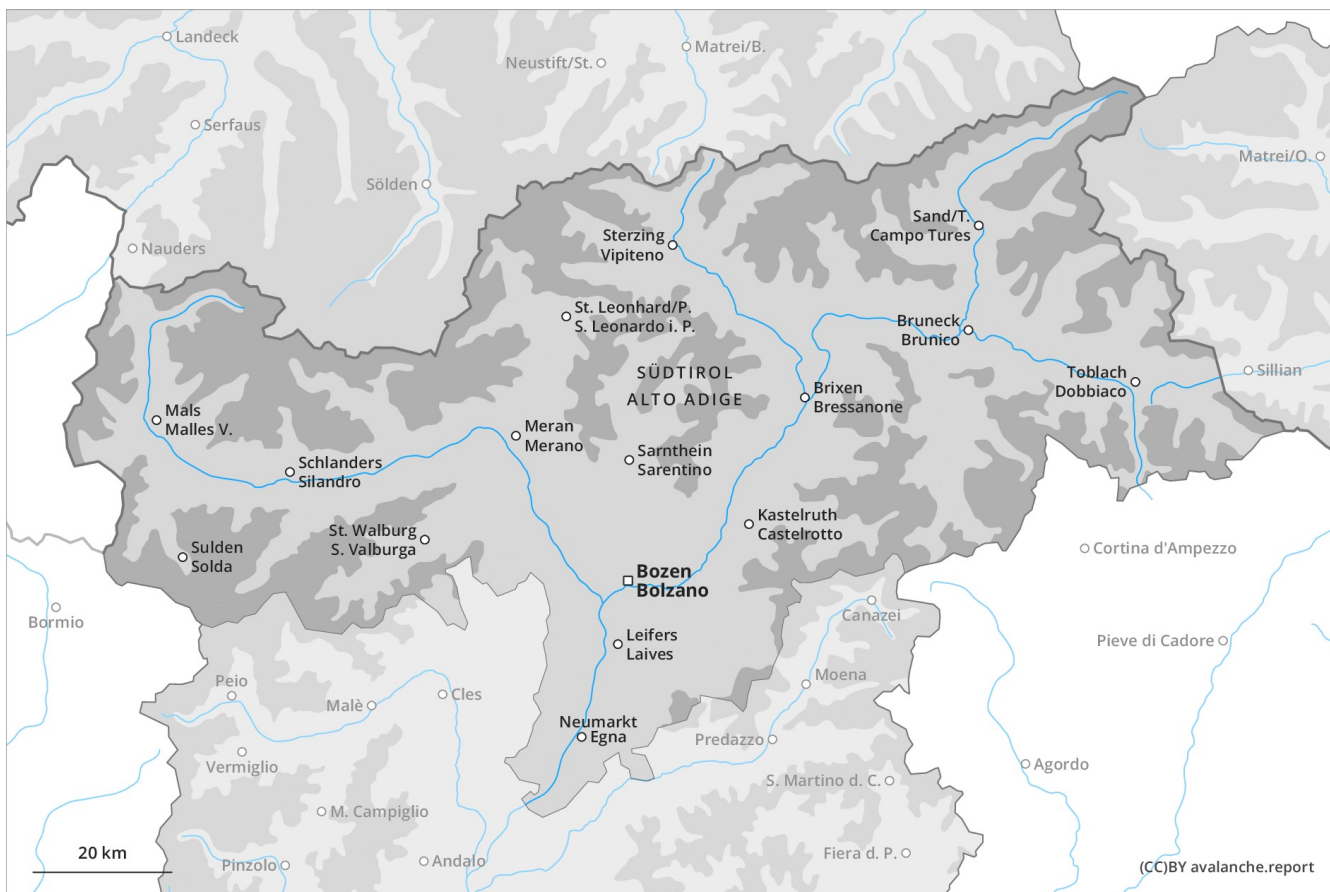 Landeck
Matrei/B.
Neustift/St.
Serfaus
Matrei/O.
Sölden
Sand/T.
Campo Tures
Sterzing
Vipiteno
Nauders
St. Leonhard/P.
S. Leonardo i. P.
Bruneck
Brunico
SÜDTIROL
ALTO ADIGE
Toblach
Dobbiaco
Sillian
Brixen
Bressanone
Mals
Malles V.
Meran
Merano
Sarnthein
Sarentino
Schlanders
Silandro
Kastelruth
Castelrotto
St. Walburg
S. Valburga
Sulden
Solda
Cortina d'Ampezzo
Bozen
Bolzano
Bormio
Canazei
Leifers
Laives
Pieve di Cadore
Moena
Peio
Cles
Malè
Neumarkt
Egna
Predazzo
Vermiglio
Agordo
S. Martino d. C.
M. Campiglio
20 km
Andalo
Fiera d. P.
Pinzolo
(CC)BY avalanche.report